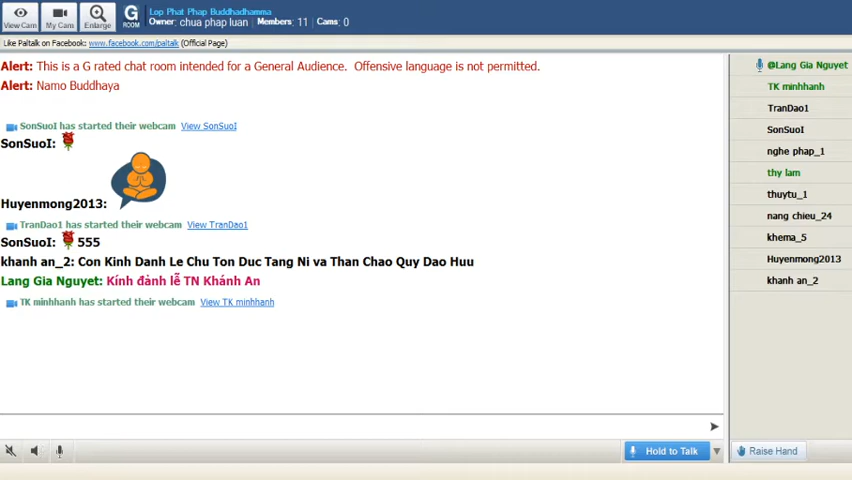 View Cam
My Cam
Enlarge
G
ROOM
Lop Phat Phap Buddhadhamma
Owner: chua phap luan Members: 11 Cams: 0
Like Paltalk on Facebook: www.facebook.com/paltalk (Official Page)
Alert: This is a G rated chat room intended for a General Audience. Offensive language is not permitted.
Alert: Namo Buddhaya
SonSuoI has started their webcam View SonSuoI
SonSuoI:
Huyenmong2013:
TranDao1 has started their webcam View TranDao1
SonSuoI: 555
khanh an_2: Con Kinh Danh Le Chu Ton Duc Tang Ni va Than Chao Quy Dao Huu
Lang Gia Nguyet: Kính đành lễ TN Khánh An
TK minhhanh has started their webcam View TK minhhanh
@Lang Gia Nguyet
TK minhhanh
TranDao1
SonSuoI
nghe phap_1
thy lam
thuytu_1
nang chieu_24
khema_5
Huyenmong2013
khanh an_2
Hold to Talk
Raise Hand